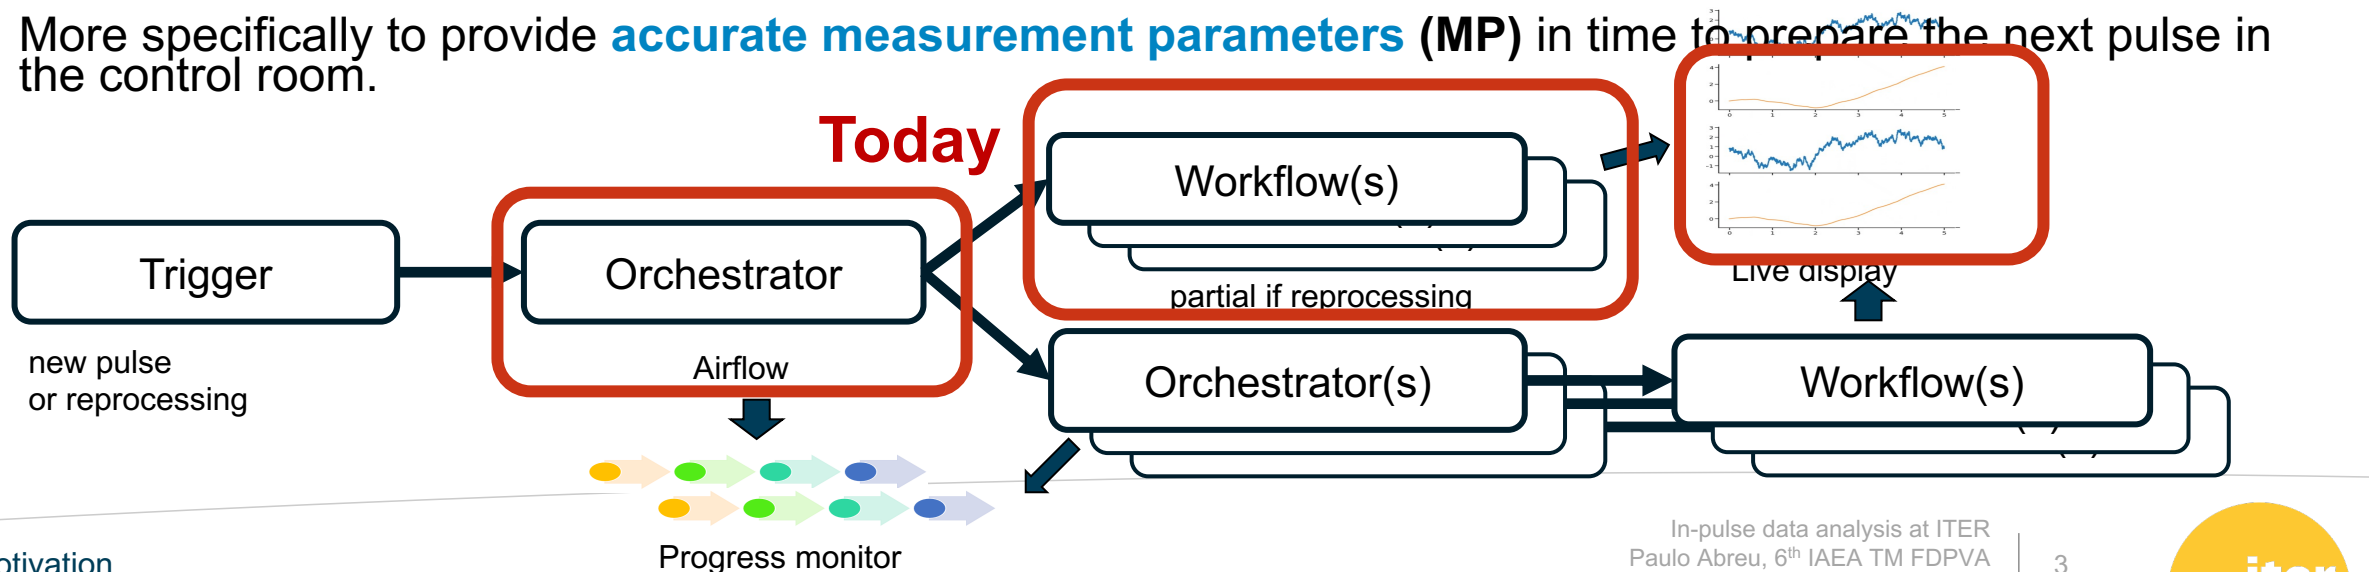 More specifically to provide accurate measurement parameters (MP) in time to prepare the next pulse in
the control room.
Today
Trigger
new pulse
or reprocessing
Orchestrator
Airflow
Workflow(s)
partial if reprocessing
Live display
Orchestrator(s)
Workflow(s)
Progress monitor
In-pulse data analysis at ITER
Paulo Abreu, 6th IAEA TM FDPVA
3
otivation
iter